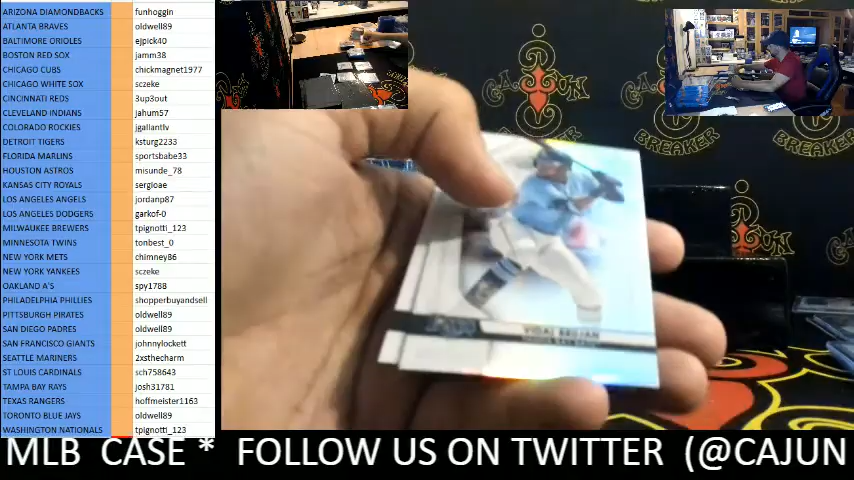 ARIZONA DIAMONDBACKS funhoggin
ATLANTA BRAVES oldwell89
BALTIMORE ORIOLES ejpick40
BOSTON RED SOX jamm38
CHICAGO CUBS chickmagnet1977
CHICAGO WHITE SOX sczeke
CINCINNATI REDS 3up3out
CLEVELAND INDIANS jahum57
COLORADO ROCKIES jgallantlv
DETROIT TIGERS ksturg2233
FLORIDA MARLINS sportsbabe33
HOUSTON ASTROS misunde_78
KANSAS CITY ROYALS sergioae
LOS ANGELES ANGELS jordanp87
LOS ANGELES DODGERS garkof-0
MILWAUKEE BREWERS tpignotti_123
MINNESOTA TWINS tonbest_0
NEW YORK METS chimney86
NEW YORK YANKEES sczeke
OAKLAND A'S spy1788
PHILADELPHIA PHILLIES shopperbuyandsell
PITTSBURGH PIRATES oldwell89
SAN DIEGO PADRES oldwell89
SAN FRANCISCO GIANTS johnnylockett
SEATTLE MARINERS 2xsthecharm
ST LOUIS CARDINALS sch758643
TAMPA BAY RAYS josh31781
TEXAS RANGERS hoffmeister1163
TORONTO BLUE JAYS oldwell89
WASHINGTON NATIONALS tpignotti_123
VIDAL BRUJAN
TAMPA BAY RAYS
BREAKER
MLB CASE * FOLLOW US ON TWITTER (@CAJUN